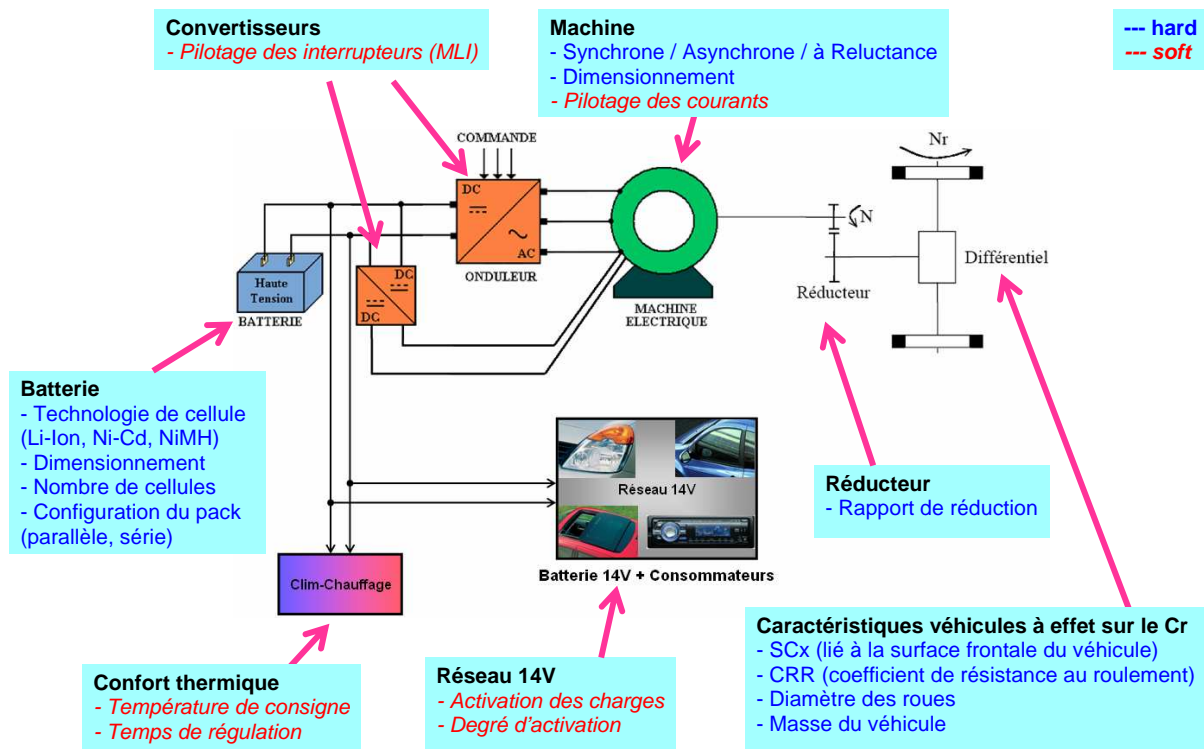 Convertisseurs
- Pilotage des interrupteurs (MLI)
Machine
- Synchrone / Asynchrone / à Reluctance
- Dimensionnement
- Pilotage des courants
--- hard
--- soft
COMMANDE
DC
AC
ONDULEUR
DC
DC
Haute
Tension
BATTERIE
MACHINE
ELECTRIQUE
N
Nr
Réducteur
Différentiel
Batterie
- Technologie de cellule
(Li-Ion, Ni-Cd, NiMH)
- Dimensionnement
- Nombre de cellules
- Configuration du pack
(parallèle, série)
Réseau 14V
Batterie 14V + Consommateurs
Clim-Chauffage
Réducteur
- Rapport de réduction
Confort thermique
- Température de consigne
- Temps de régulation
Réseau 14V
- Activation des charges
- Degré d'activation
Caractéristiques véhicules à effet sur le Cr
- SCx (lié à la surface frontale du véhicule)
- CRR (coefficient de résistance au roulement)
- Diamètre des roues
- Masse du véhicule